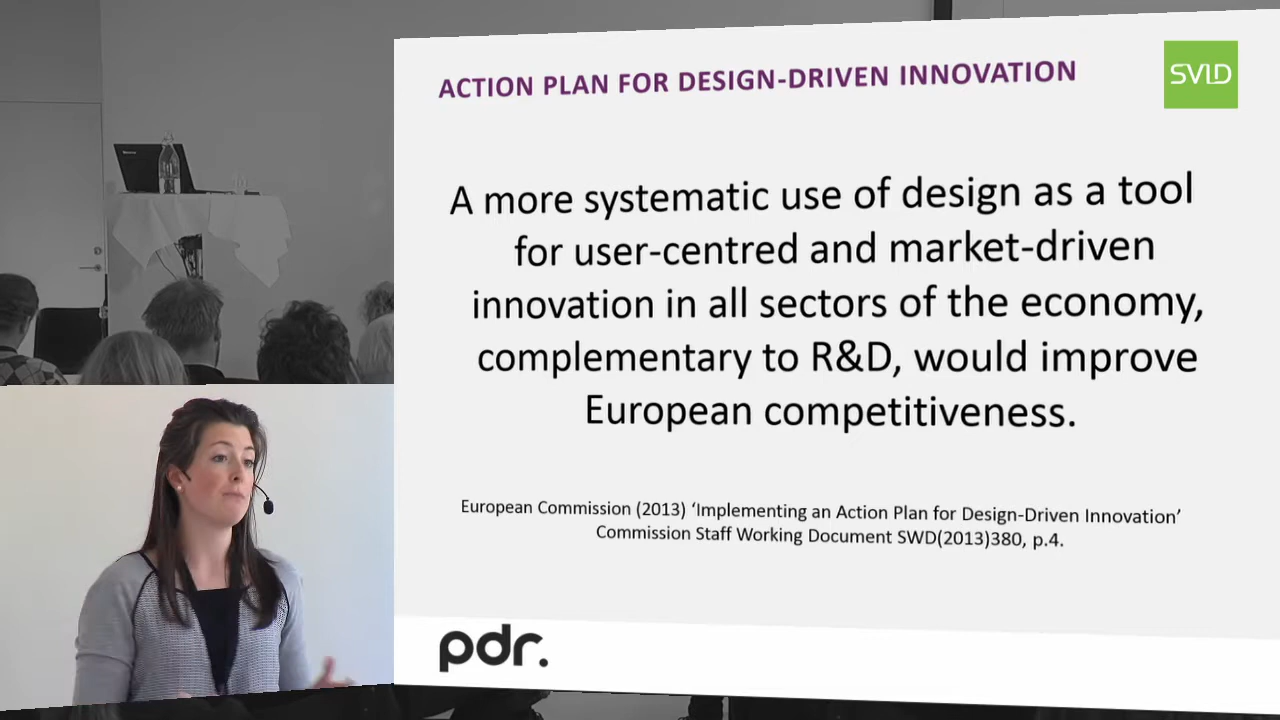 ACTION PLAN FOR DESIGN-DRIVEN INNOVATION
SVID
A more systematic use of design as a tool
for user-centred and market-driven
innovation in all sectors of the economy,
complementary to R&D, would improve
European competitiveness.
European Commission (2013) ‘Implementing an Action Plan for Design-Driven Innovation’
Commission Staff Working Document SWD(2013)380, p.4.
pdr.